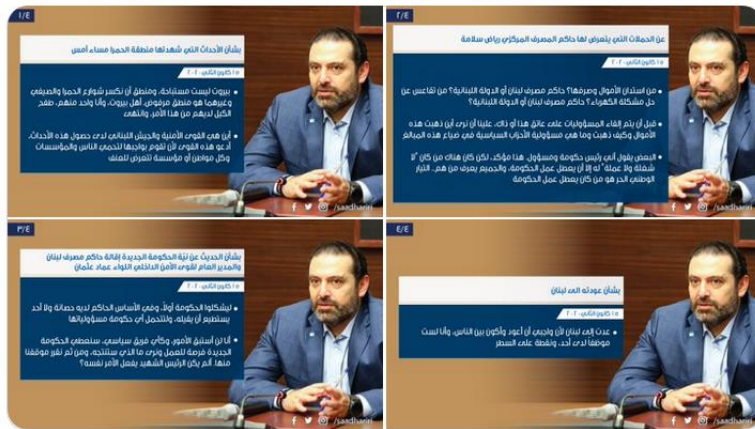 ١/٤
بشأن الأحداث التي شهدتها منطقة الحمرا مساء أمس
١٥ كانون الثاني ٢٠٢٠
بيروت ليست مستباحة، ومنطق أن نكسر شوارع الحمرا والصيفي
وغيرهما هو منطق مرفوض. أهل بيروت، وأنا واحد منهم، طفح
الكيل لديهم من هذا الأمر، وانتهى
أين هي القوى الأمنية والجيش اللبناني لدى حصول هذه الأحداث،
أدعو هذه القوى لأن تقوم بواجبها لتحمي الناس والمؤسسات
وكل مواطن أو مؤسسة تتعرض للعنف
/saadhariri
٢/٤
عن الحملات التي يتعرض لها حاكم المصرف المركزي رياض سلامة
١٥ كانون الثاني ٢٠٢٠
من استدان الأموال وصرفها؟ حاكم مصرف لبنان أو الدولة اللبنانية؟ من تقاعس عن
حل مشكلة الكهرباء؟ حاكم مصرف لبنان أو الدولة اللبنانية؟
قبل أن يتم إلقاء المسؤوليات على عاتق هذا أو ذاك، علينا أن نرى أين ذهبت هذه
الأموال وكيف ذهبت وما هي مسؤولية الأحزاب السياسية في ضياع هذه المبالغ
البعض يقول أني رئيس حكومة ومسؤول. هذا مؤكد، لكن كان هناك من كان "لا
شغلة ولا عملة" له إلا أن يعطل عمل الحكومة، والجميع يعرف من هم.. التيار
الوطني الحر هو من كان يعطل عمل الحكومة
/saadhariri
٣/٤
بشأن الحديث عن نيّة الحكومة الجديدة إقالة حاكم مصرف لبنان
والمدير العام لقوى الأمن الداخلي اللواء عماد عثمان
١٥ كانون الثاني ٢٠٢٠
ليشكلوا الحكومة أولاً، وفي الأساس الحاكم لديه حصانة ولا أحد
يستطيع أن يقيله، ولتتحمل أي حكومة مسؤولياتها
أنا لن أستبق الأمور، وكأي فريق سياسي، سنعطي الحكومة
الجديدة فرصة للعمل ونرى ما الذي ستنتجه، ومن ثم نقرر موقفنا
منها. ألم يكن الرئيس الشهيد يفعل الأمر نفسه؟
/saadhariri
٤/٤
بشأن عودته الى لبنان
١٥ كانون الثاني ٢٠٢٠
عدت إلى لبنان لأن واجبي أن أعود وأكون بين الناس، وأنا لست
موظفاً لدى أحد، ونقطة على السطر
/saadhariri